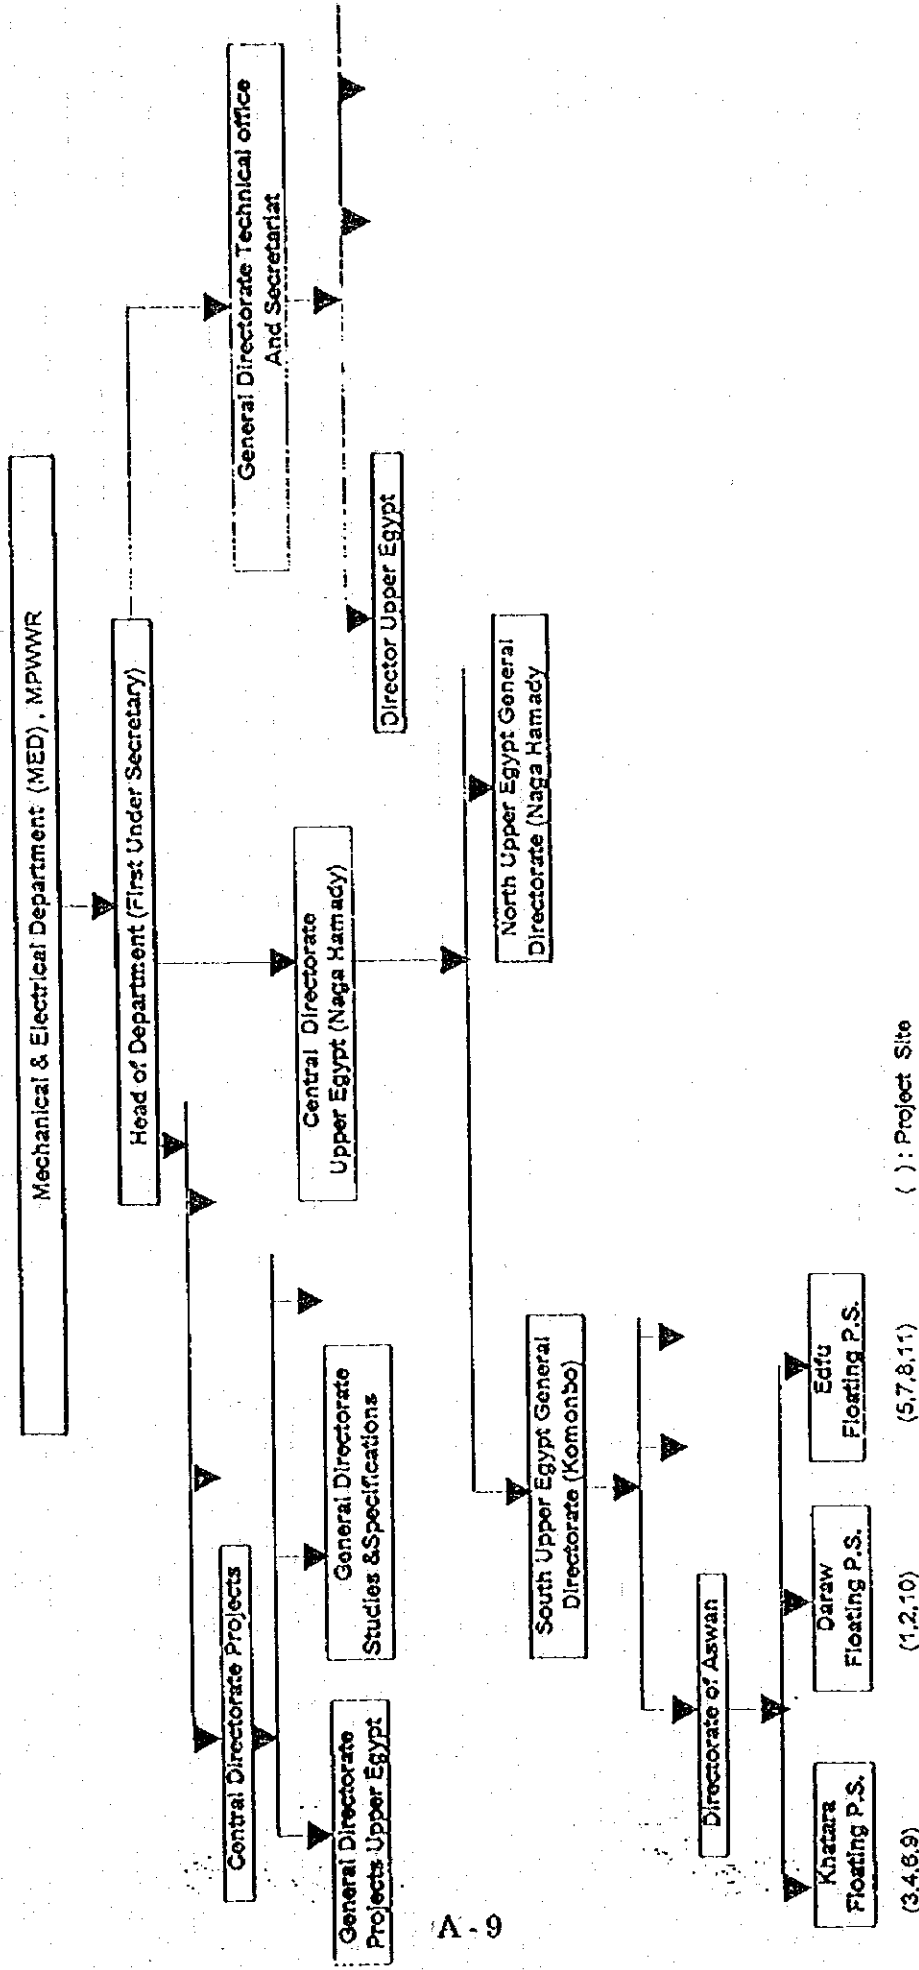 Mechanical & Electrical Department (MED), MPWWR
Head of Department (First Under Secretary)
General Directorate Technical office
And Secretariat
Central Directorate Projects
Central Directorate
Upper Egypt (Naga Hamady)
Director Upper Egypt
General Directorate
Projects Upper Egypt
General Directorate
Studies &Specifications
South Upper Egypt General
Directorate (Komonbo)
North Upper Egypt General
Directorate (Naga Hamady
Directorate of Aswan
Khatara
Floating P.S.
Daraw
Floating P.S.
Edfu
Floating P.S.
(3.4.6.9)
(1.2.10)
(5.7.8.11)
( ) : Project Site
A - 9